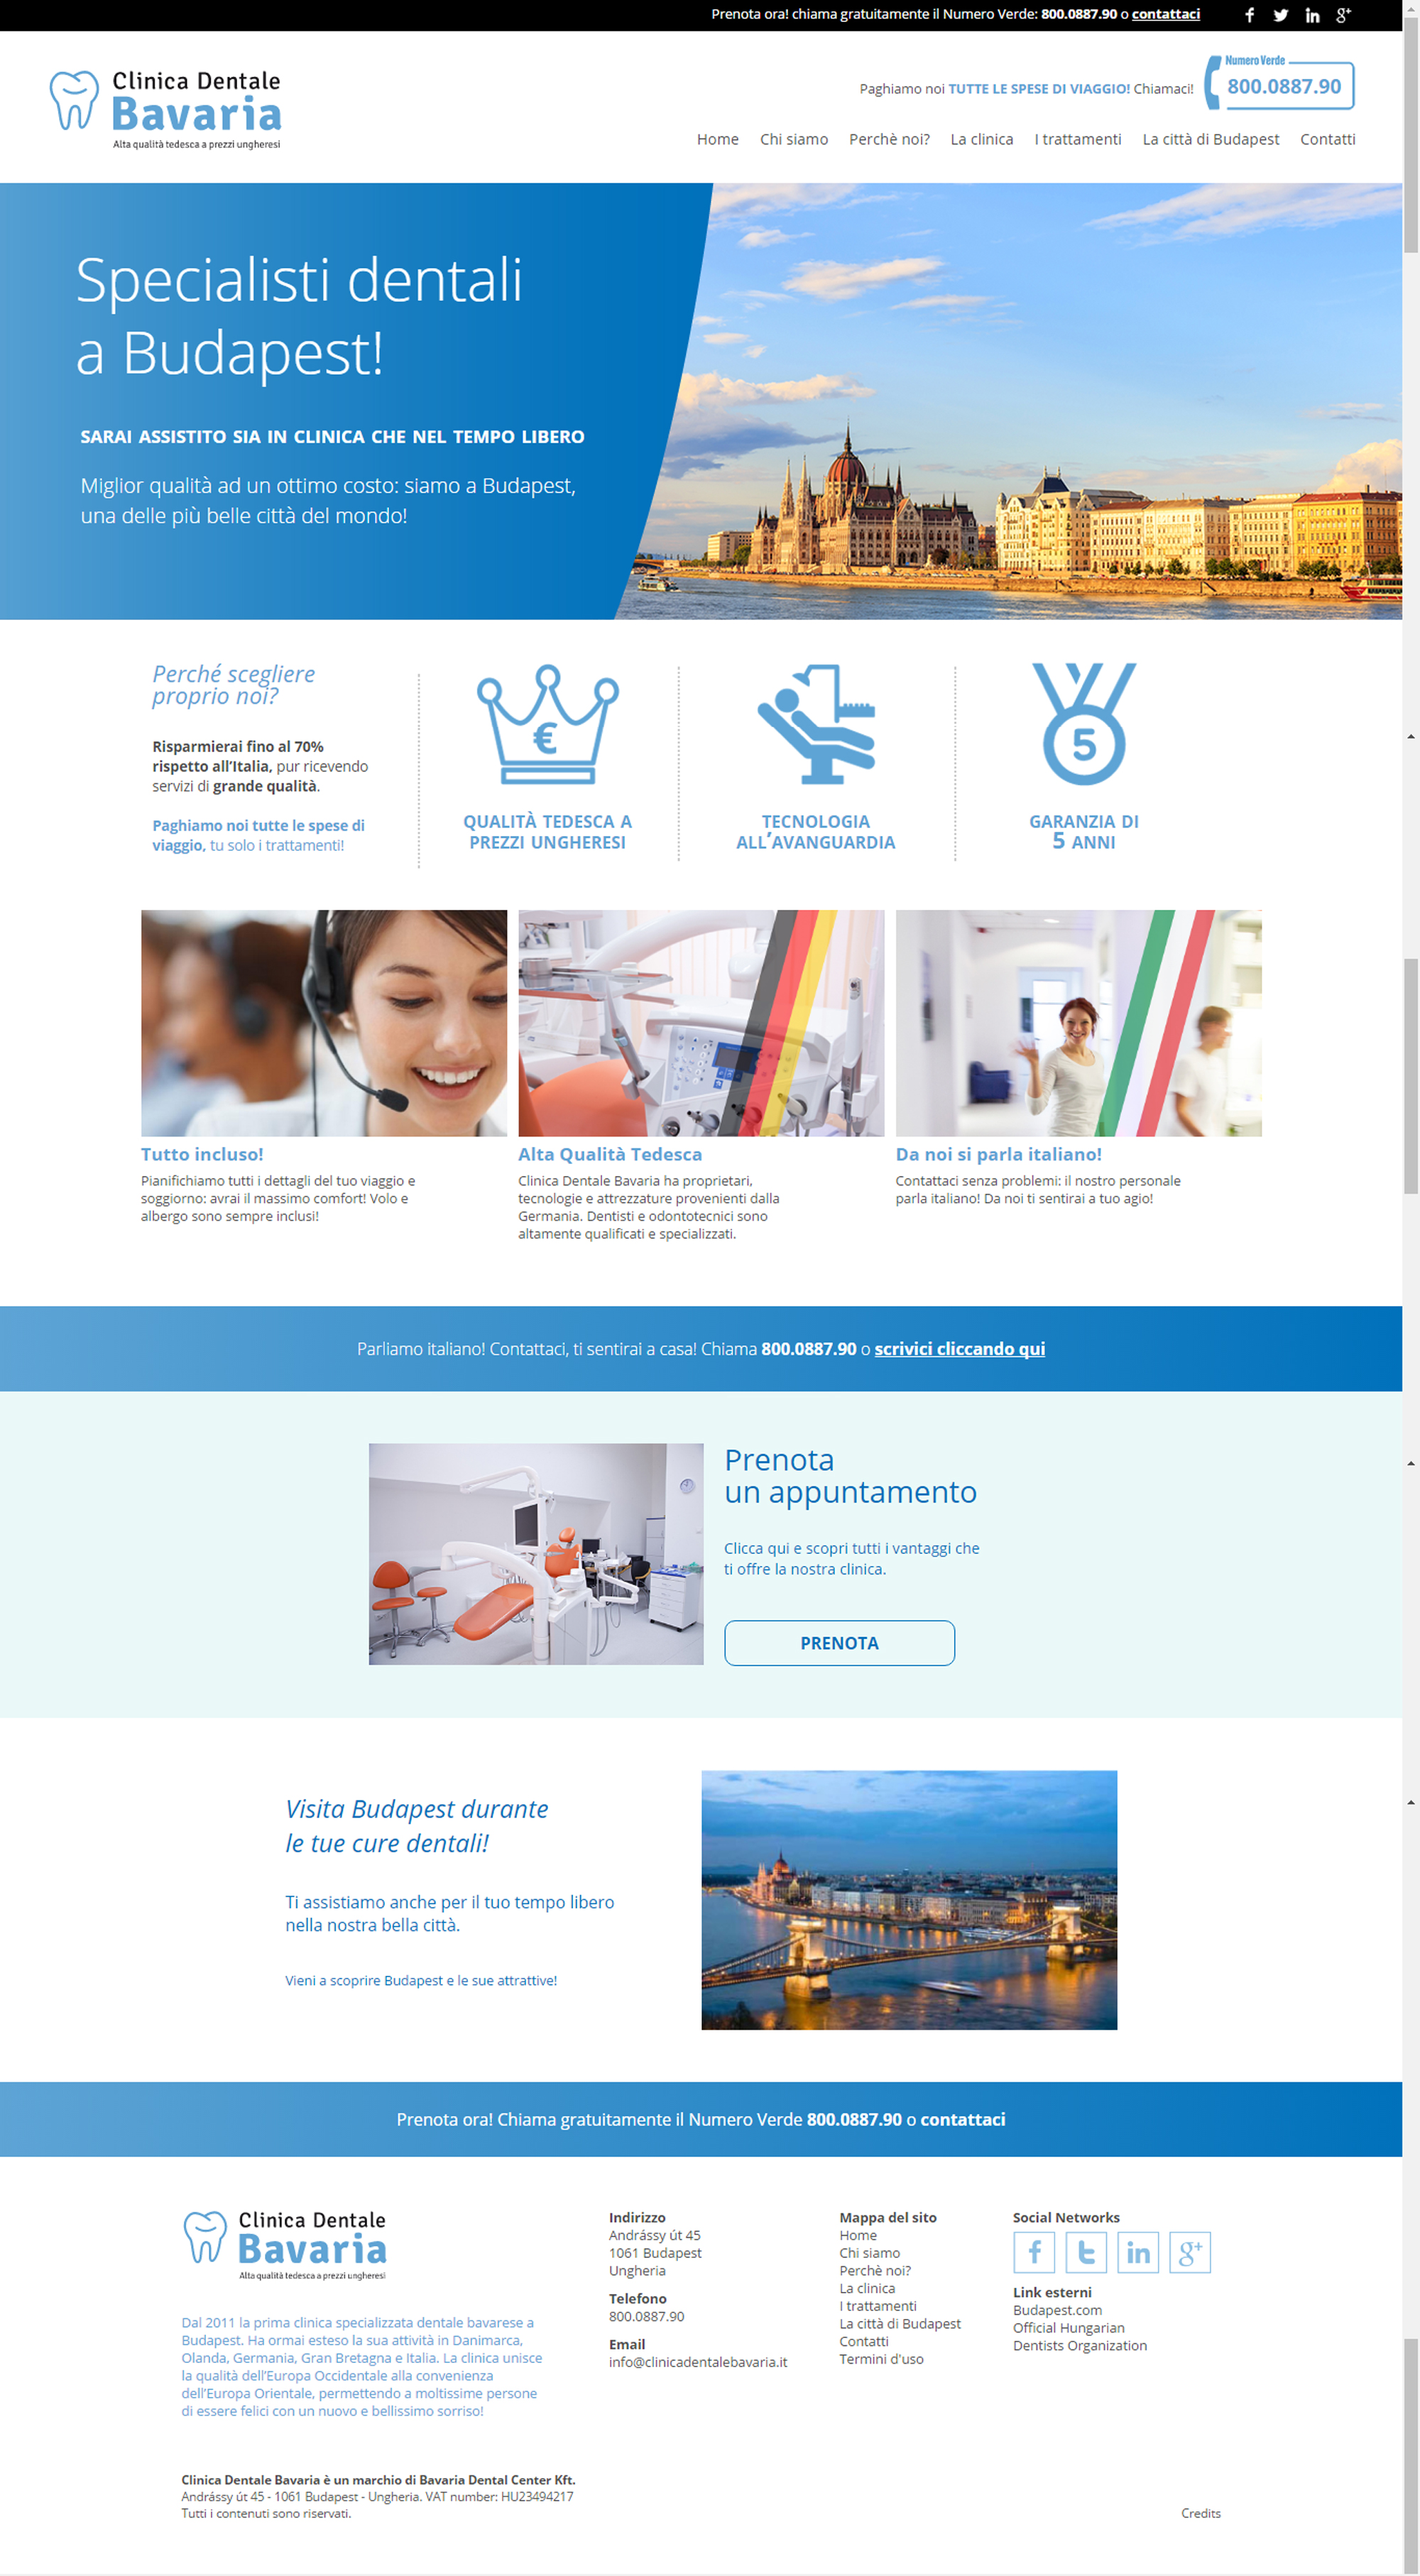 Prenota ora! chiama gratuitamente il Numero Verde: 800.0887.90 o contattaci
Clinica Dentale
Bavaria
Alta qualità tedesca a prezzi ungheresi
Paghiamo noi TUTTE LE SPESE DI VIAGGIO! Chiamaci!
Numero Verde
800.0887.90
Home Chi siamo Perchè noi? La clinica I trattamenti La città di Budapest Contatti
Specialisti dentali
a Budapest!
SARAI ASSISTITO SIA IN CLINICA CHE NEL TEMPO LIBERO
Miglior qualità ad un ottimo costo: siamo a Budapest,
una delle più belle città del mondo!
Perché scegliere
proprio noi?
Risparmierai fino al 70%
rispetto all'Italia, pur ricevendo
servizi di grande qualità.
Paghiamo noi tutte le spese di
viaggio, tu solo i trattamenti!
€
QUALITÀ TEDESCA A
PREZZI UNGHERESI
TECNOLOGIA
ALL'AVANGUARDIA
5
GARANZIA DI
5 ANNI
Tutto incluso!
Pianifichiamo tutti i dettagli del tuo viaggio e
soggiorno: avrai il massimo comfort! Volo e
albergo sono sempre inclusi!
Alta Qualità Tedesca
Clinica Dentale Bavaria ha proprietari,
tecnologie e attrezzature provenienti dalla
Germania. Dentisti e odontotecnici sono
altamente qualificati e specializzati.
Da noi si parla italiano!
Contattaci senza problemi: il nostro personale
parla italiano! Da noi ti sentirai a tuo agio!
Parliamo italiano! Contattaci, ti sentirai a casa! Chiama 800.0887.90 o scrivici cliccando qui
Prenota
un appuntamento
Clicca qui e scopri tutti i vantaggi che
ti offre la nostra clinica.
PRENOTA
Visita Budapest durante
le tue cure dentali!
Ti assistiamo anche per il tuo tempo libero
nella nostra bella città.
Vieni a scoprire Budapest e le sue attrattive!
Prenota ora! Chiama gratuitamente il Numero Verde 800.0887.90 o contattaci
Clinica Dentale
Bavaria
Alta qualità tedesca a prezzi ungheresi
Dal 2011 la prima clinica specializzata dentale bavarese a
Budapest. Ha ormai esteso la sua attività in Danimarca,
Olanda, Germania, Gran Bretagna e Italia. La clinica unisce
la qualità dell'Europa Occidentale alla convenienza
dell'Europa Orientale, permettendo a moltissime persone
di essere felici con un nuovo e bellissimo sorriso!
Indirizzo
Andrássy út 45
1061 Budapest
Ungheria
Telefono
800.0887.90
Email
info@clinicadentalebavaria.it
Mappa del sito
Home
Chi siamo
Perchè noi?
La clinica
I trattamenti
La città di Budapest
Contatti
Termini d'uso
Social Networks
Link esterni
Budapest.com
Official Hungarian
Dentists Organization
Clinica Dentale Bavaria è un marchio di Bavaria Dental Center Kft.
Andrássy út 45 - 1061 Budapest - Ungheria. VAT number: HU23494217
Tutti i contenuti sono riservati.
Credits